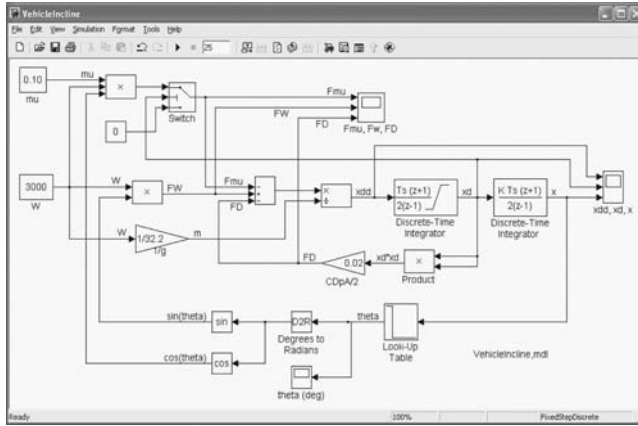 VehicleIncline
File Edit View Simulation Format Tools Help
25
0.10
mu
mu
×
Switch
0
Fmu
FW
FD
Fmu, Fw, FD
3000
W
W
×
FW
Fmu
FD
-
+
-
×
÷
xdd
Ts (z+1)
2(z-1)
Discrete-Time
Integrator
xd
K Ts (z+1)
2(z-1)
Discrete-Time
Integrator
x
xdd, xd, x
W
1/32.2
1/g
m
FD
0.02
CDpA/2
xd*xd
×
Product
sin(theta)
sin
D2R
Degrees to
Radians
theta
Look-Up
Table
VehicleIncline,mdl
cos(theta)
cos
theta (deg)
Ready
100%
FixedStepDiscrete